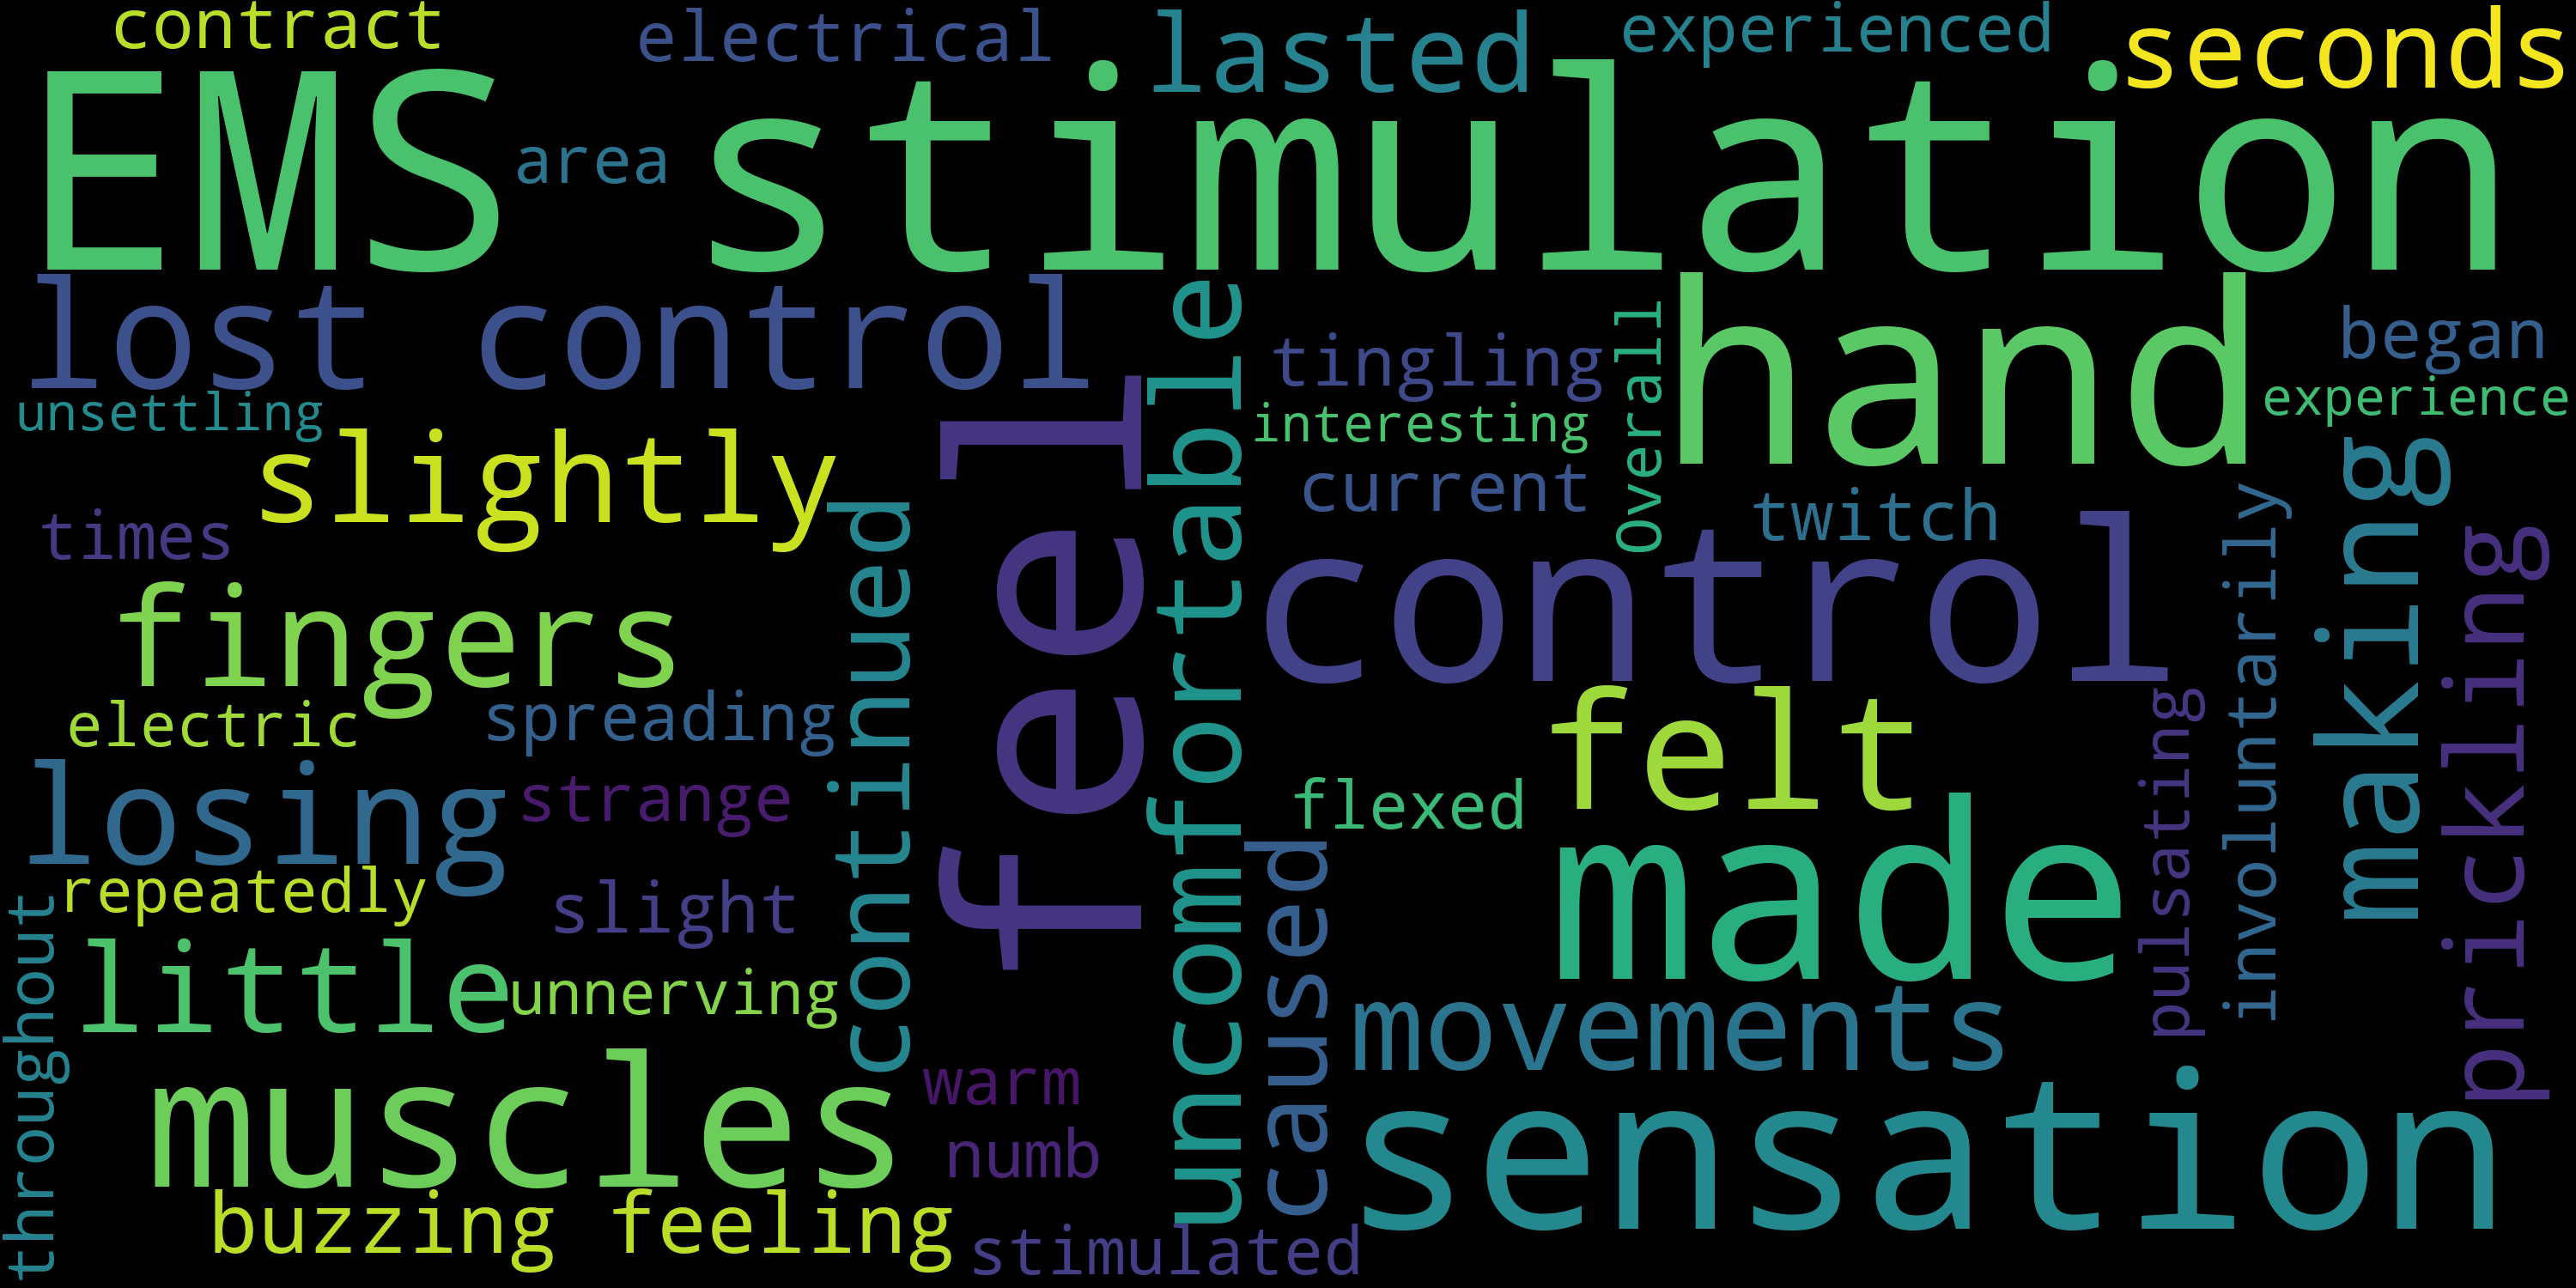 contract
electrical
lasted
experienced
seconds
EMS stimulation
area
lost control
hand
unsettling
tingling
Overall
began
interesting
experience
slightly
uncomfortable
current
twitch
times
continued
feel
control
involuntarily
making
prickling
fingers
electric
spreading
felt
pulsating
losing
strange
flexed
made
repeatedly
slight
caused
throughout
little
unnerving
movements
muscles
warm
numb
sensation
buzzing feeling
stimulated